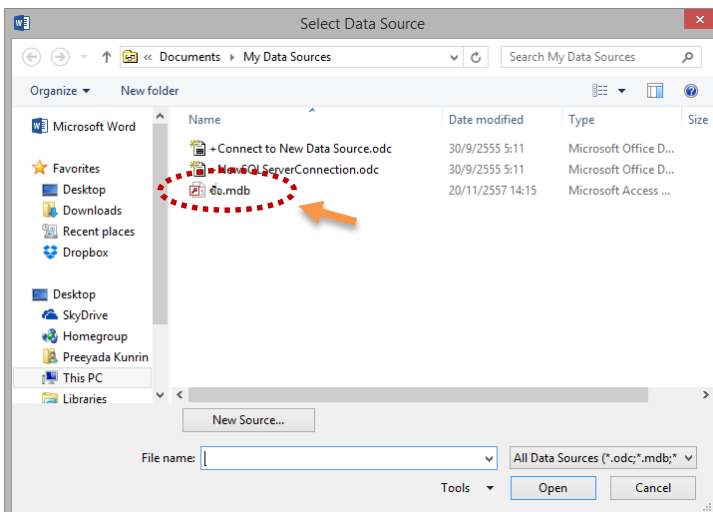 Select Data Source
« Documents My Data Sources
Search My Data Sources
Organize
New folder
Name Date modified Type Size
Microsoft Word
Favorites
Desktop
Downloads
Recent places
Dropbox
Desktop
SkyDrive
Homegroup
Preeyada Kunrin
This PC
Libraries
+Connect to New Data Source.odc 30/9/2555 5:11 Microsoft Office D...
+NewSQLServerConnection.odc 30/9/2555 5:11 Microsoft Office D...
ชื่อ.mdb 20/11/2557 14:15 Microsoft Access ...
New Source...
File name:
All Data Sources (*.odc;*.mdb;*
Tools Open Cancel